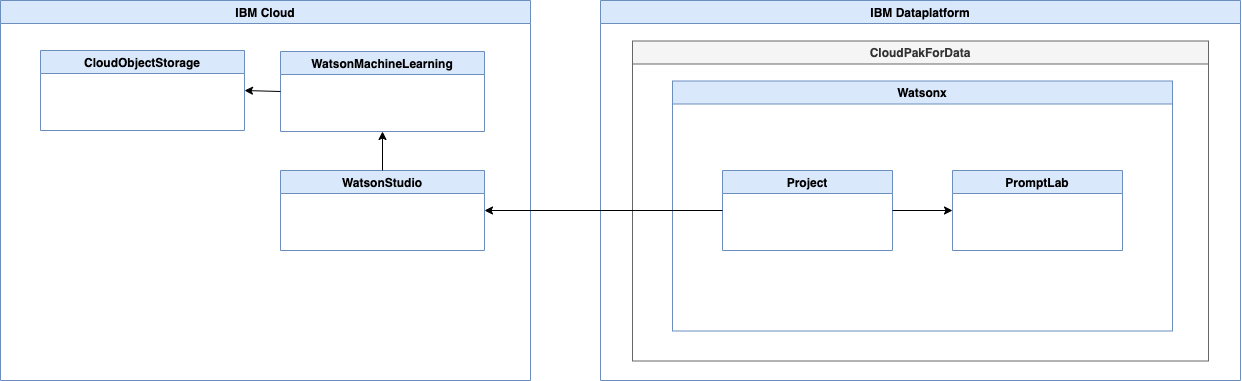 IBM Cloud
CloudObjectStorage
WatsonMachineLearning
WatsonStudio
IBM Dataplatform
CloudPakForData
Watsonx
Project
PromptLab